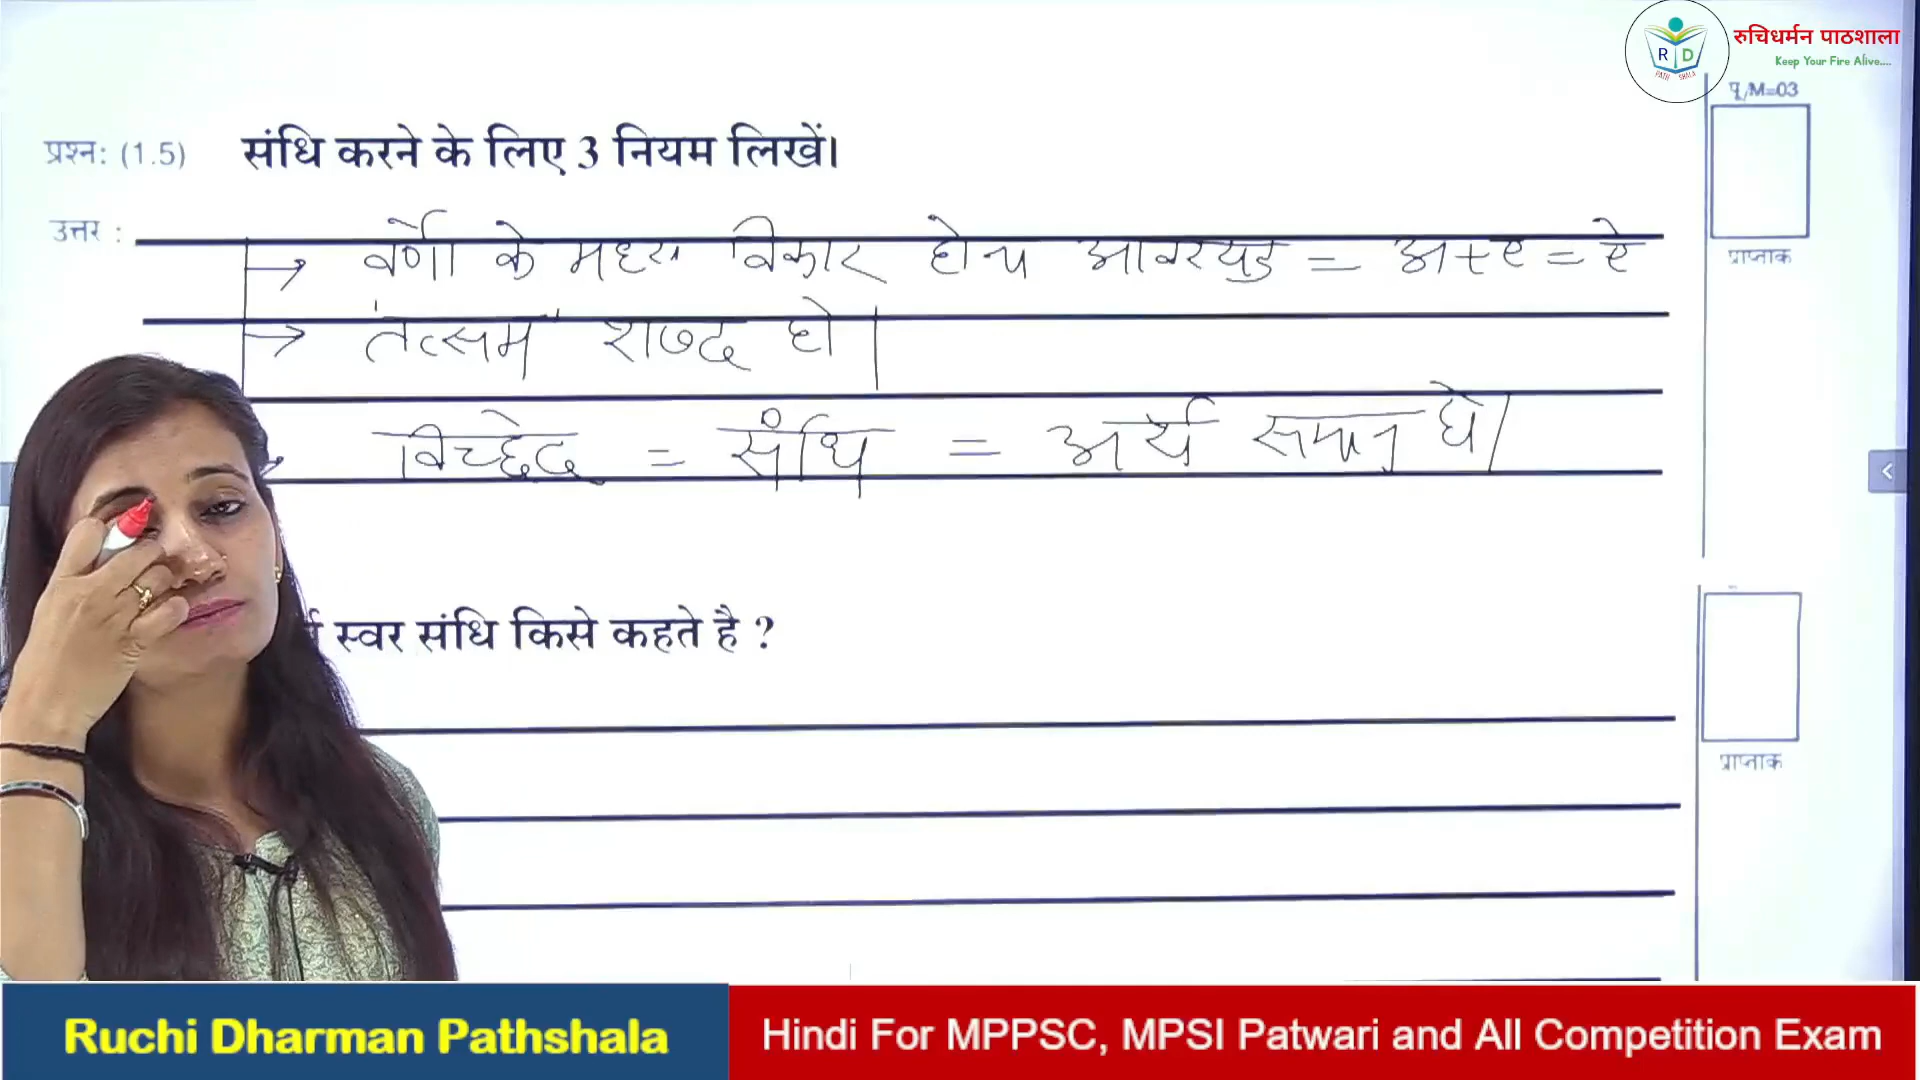 रुचिधर्मन पाठशाला
Keep Your Fire Alive....
R D
PATH SHALA
पू/M=03
प्रश्न: (1.5) संधि करने के लिए 3 नियम लिखें।
उत्तर :
→ वर्णो के मध्य विकार होना आवश्यक = अ+ए = ऐ
प्राप्ताक
→ तत्सम शब्द हो।
विच्छेद = संधि = अर्थ समान हो।
स्वर संधि किसे कहते है ?
प्राप्ताक
Ruchi Dharman Pathshala
Hindi For MPPSC, MPSI Patwari and All Competition Exam